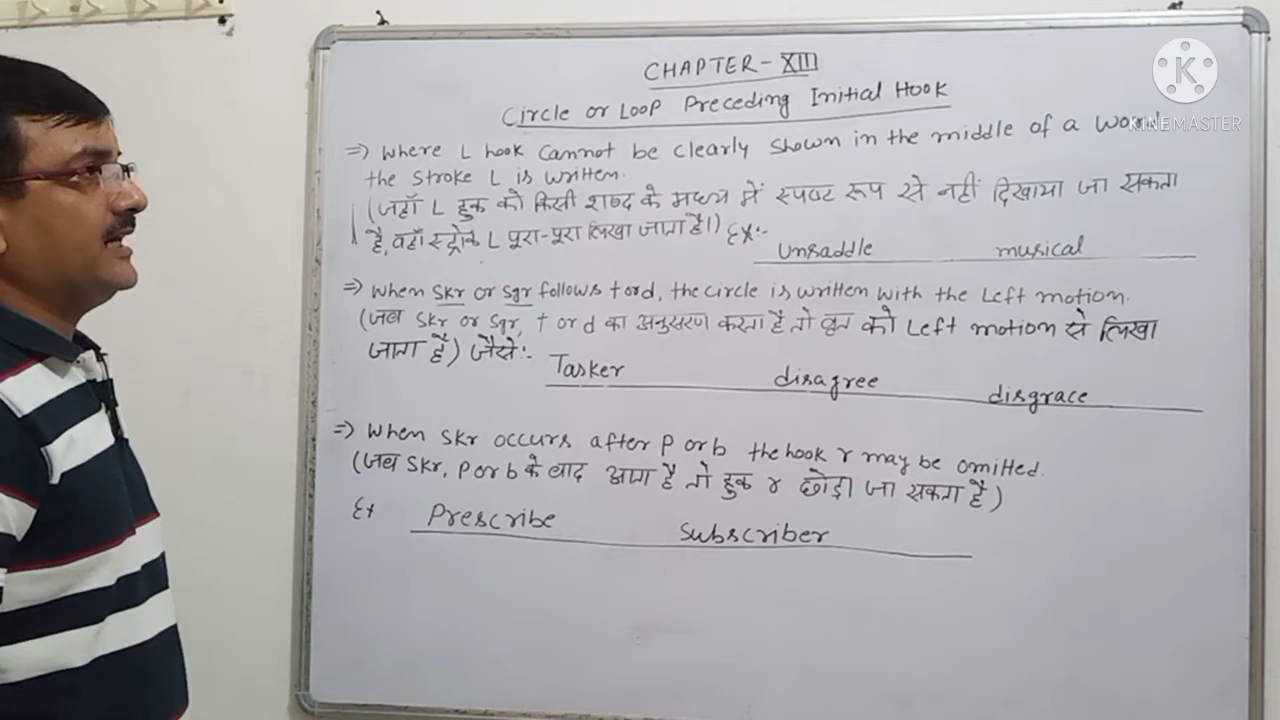 CHAPTER - XIII
Circle or Loop Preceding Initial Hook
⇒ Where L hook cannot be clearly shown in the middle of a word
the stroke L is written.
(जहाँ L हुक को किसी शब्द के मध्य में स्पष्ट रूप से नहीं दिखाया जा सकता
है, वहाँ स्ट्रोक L पूरा-पूरा लिखा जाता है।) Ex:-
unsaddle musical
⇒ When Skr or Sgr follows t or d, the circle is written with the Left motion.
(जब Skr or Sgr, t or d का अनुसरण करता है तो वृत को Left motion से लिखा
जाता है) जैसे:-
Tasker disagree disgrace
⇒ When Skr occurs after P or b the hook r may be omitted.
(जब Skr, P or b के बाद आता है तो हुक r छोड़ा जा सकता है)
Ex Prescribe Subscriber
K
KINEMASTER